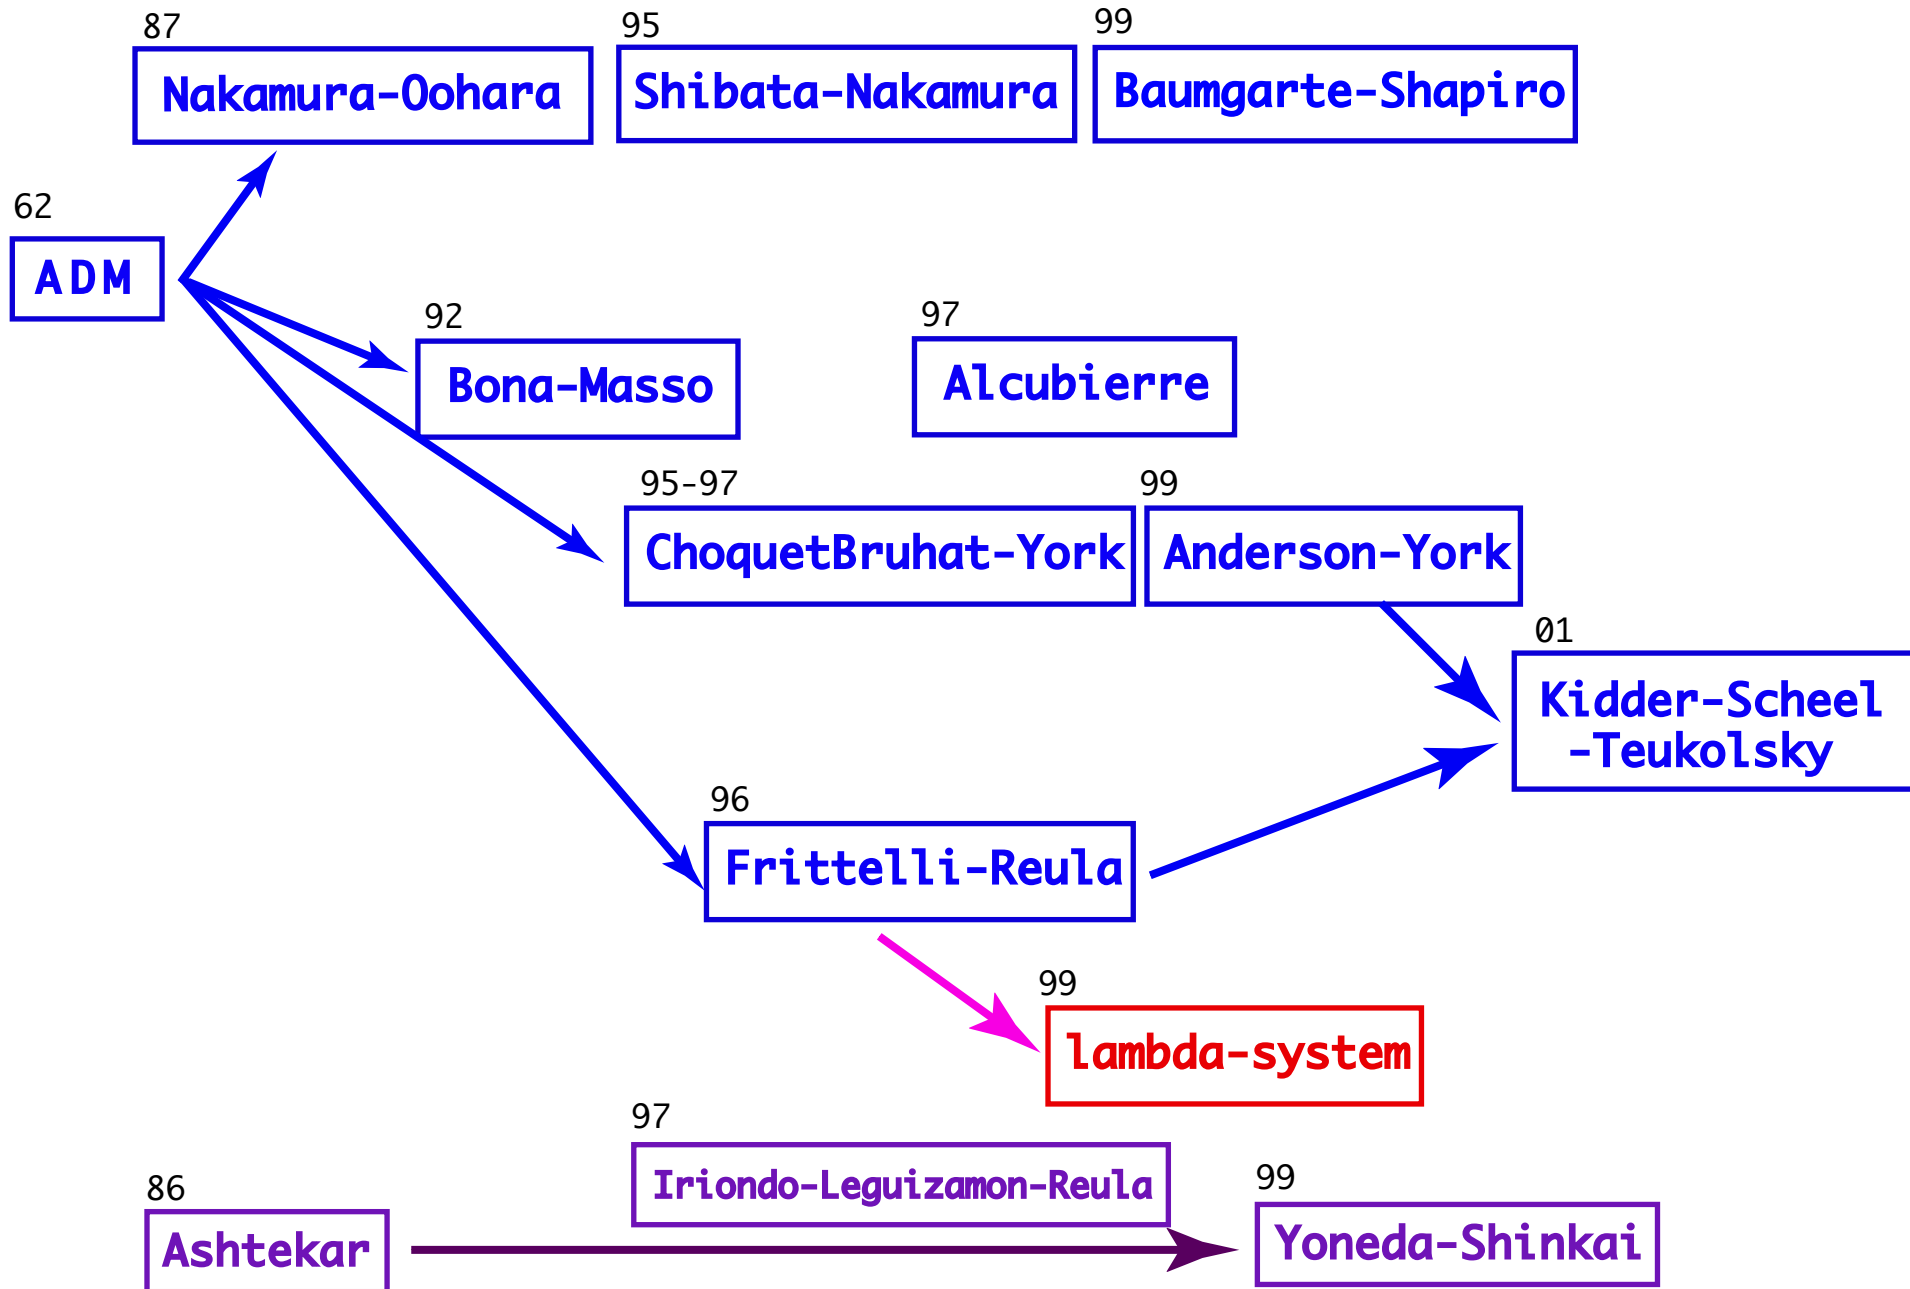 87
Nakamura-Oohara
95
Shibata-Nakamura
99
Baumgarte-Shapiro
62
ADM
92
Bona-Masso
97
Alcubierre
95-97
ChoquetBruhat-York
99
Anderson-York
01
Kidder-Scheel
-Teukolsky
96
Frittelli-Reula
99
lambda-system
97
Iriondo-Leguizamon-Reula
86
Ashtekar
99
Yoneda-Shinkai